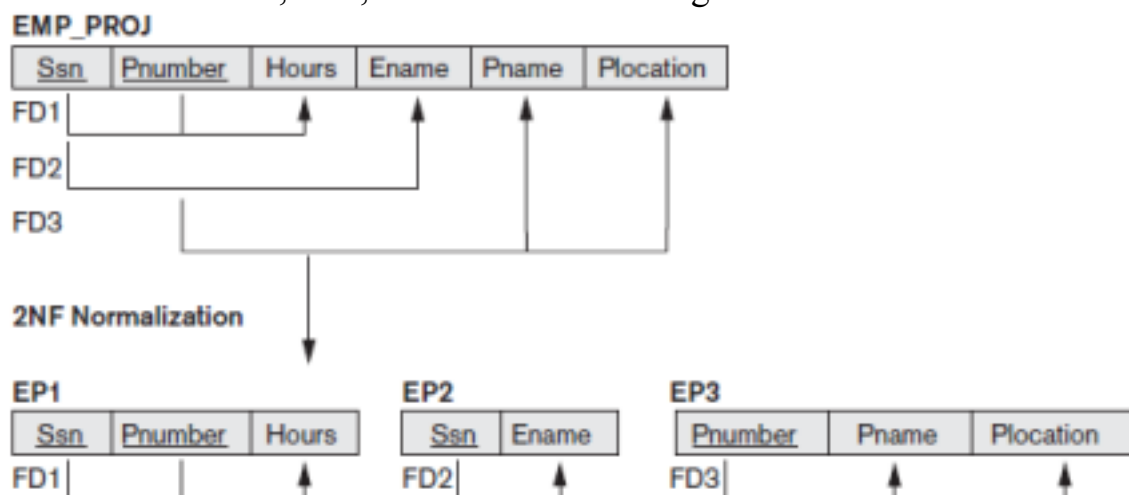 EMP_PROJ
Ssn Pnumber Hours Ename Pname Plocation
FD1
FD2
FD3
2NF Normalization
EP1 EP2 EP3
Ssn Pnumber Hours Ssn Ename Pnumber Pname Plocation
FD1 FD2 FD3